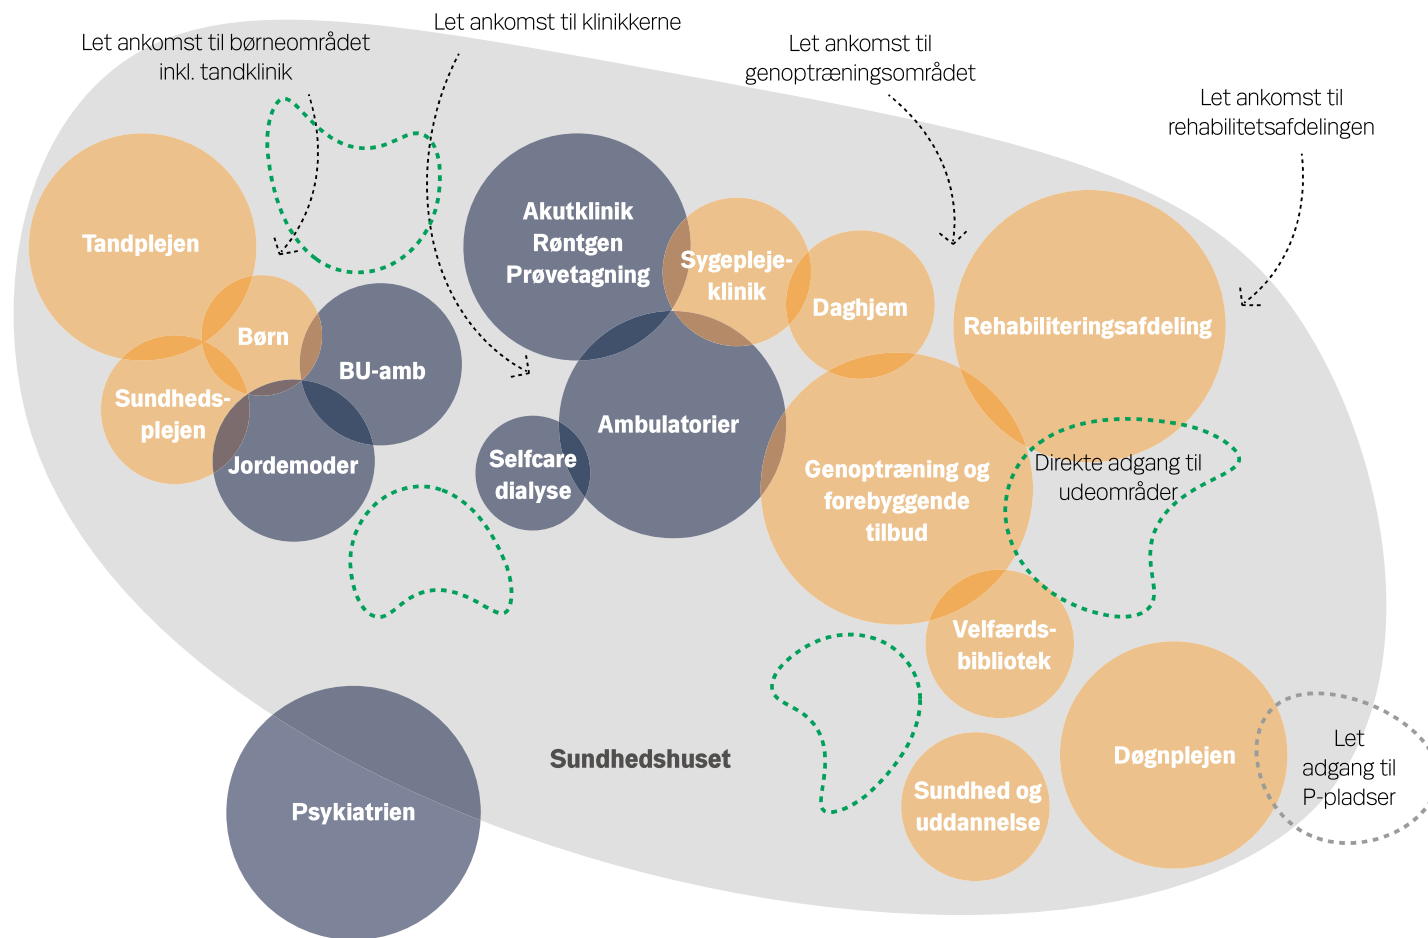 Let ankomst til børneområdet
inkl. tandklinik
Let ankomst til klinikkerne
Let ankomst til
genoptræningsområdet
Let ankomst til
rehabilitetsafdelingen
Tandplejen
Børn
BU-amb
Sundheds-
plejen
Jordemoder
Akutklinik
Røntgen
Prøvetagning
Sygepleje-
klinik
Daghjem
Rehabiliteringsafdeling
Selfcare
dialyse
Ambulatorier
Genoptræning og
forebyggende
tilbud
Direkte adgang til
udeområder
Velfærds-
bibliotek
Sundhedshuset
Psykiatrien
Sundhed og
uddannelse
Døgnplejen
Let
adgang til
P-pladser